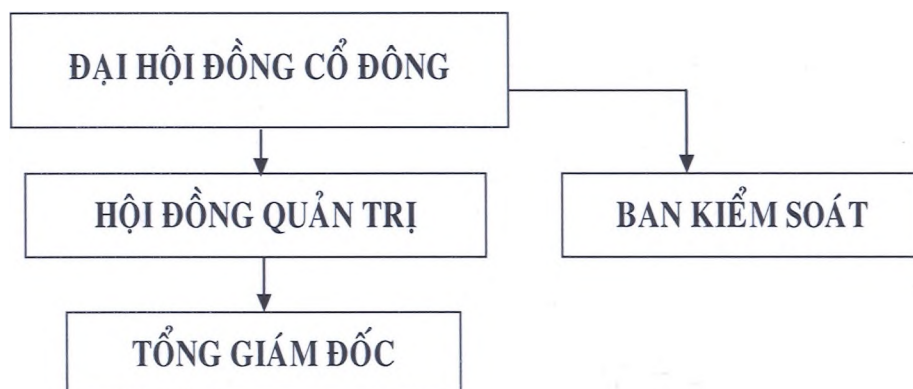 ĐẠI HỘI ĐỒNG CỔ ĐÔNG
HỘI ĐỒNG QUẢN TRỊ
BAN KIỂM SOÁT
TỔNG GIÁM ĐỐC